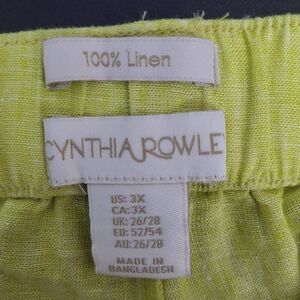 100% Linen
CYNTHIA ROWLE
US: 3X
CA: 3X
UK: 26/28
EU: 52/54
AU: 26/28
MADE IN
BANGLADESH